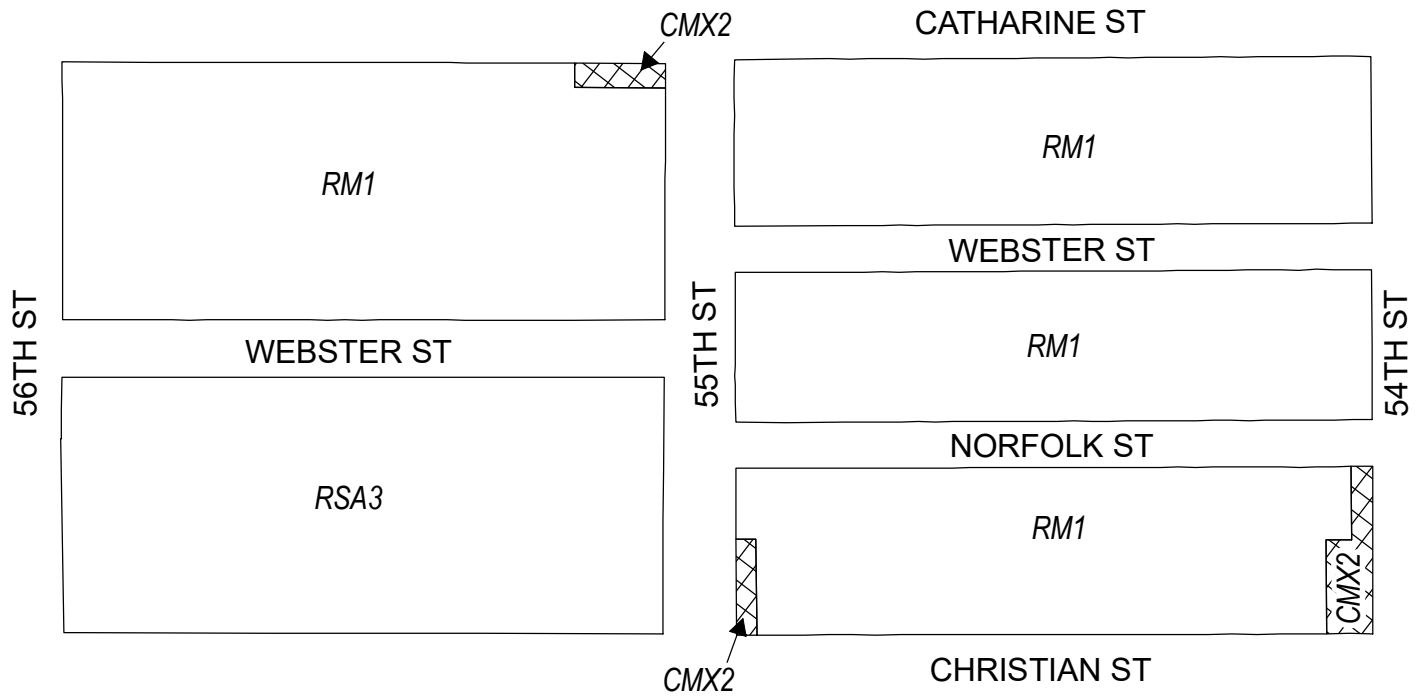 CMX2
CATHARINE ST
RM1
RM1
WEBSTER ST
56TH ST
WEBSTER ST
55TH ST
RM1
54TH ST
NORFOLK ST
RSA3
RM1
CMX2
CMX2
CHRISTIAN ST